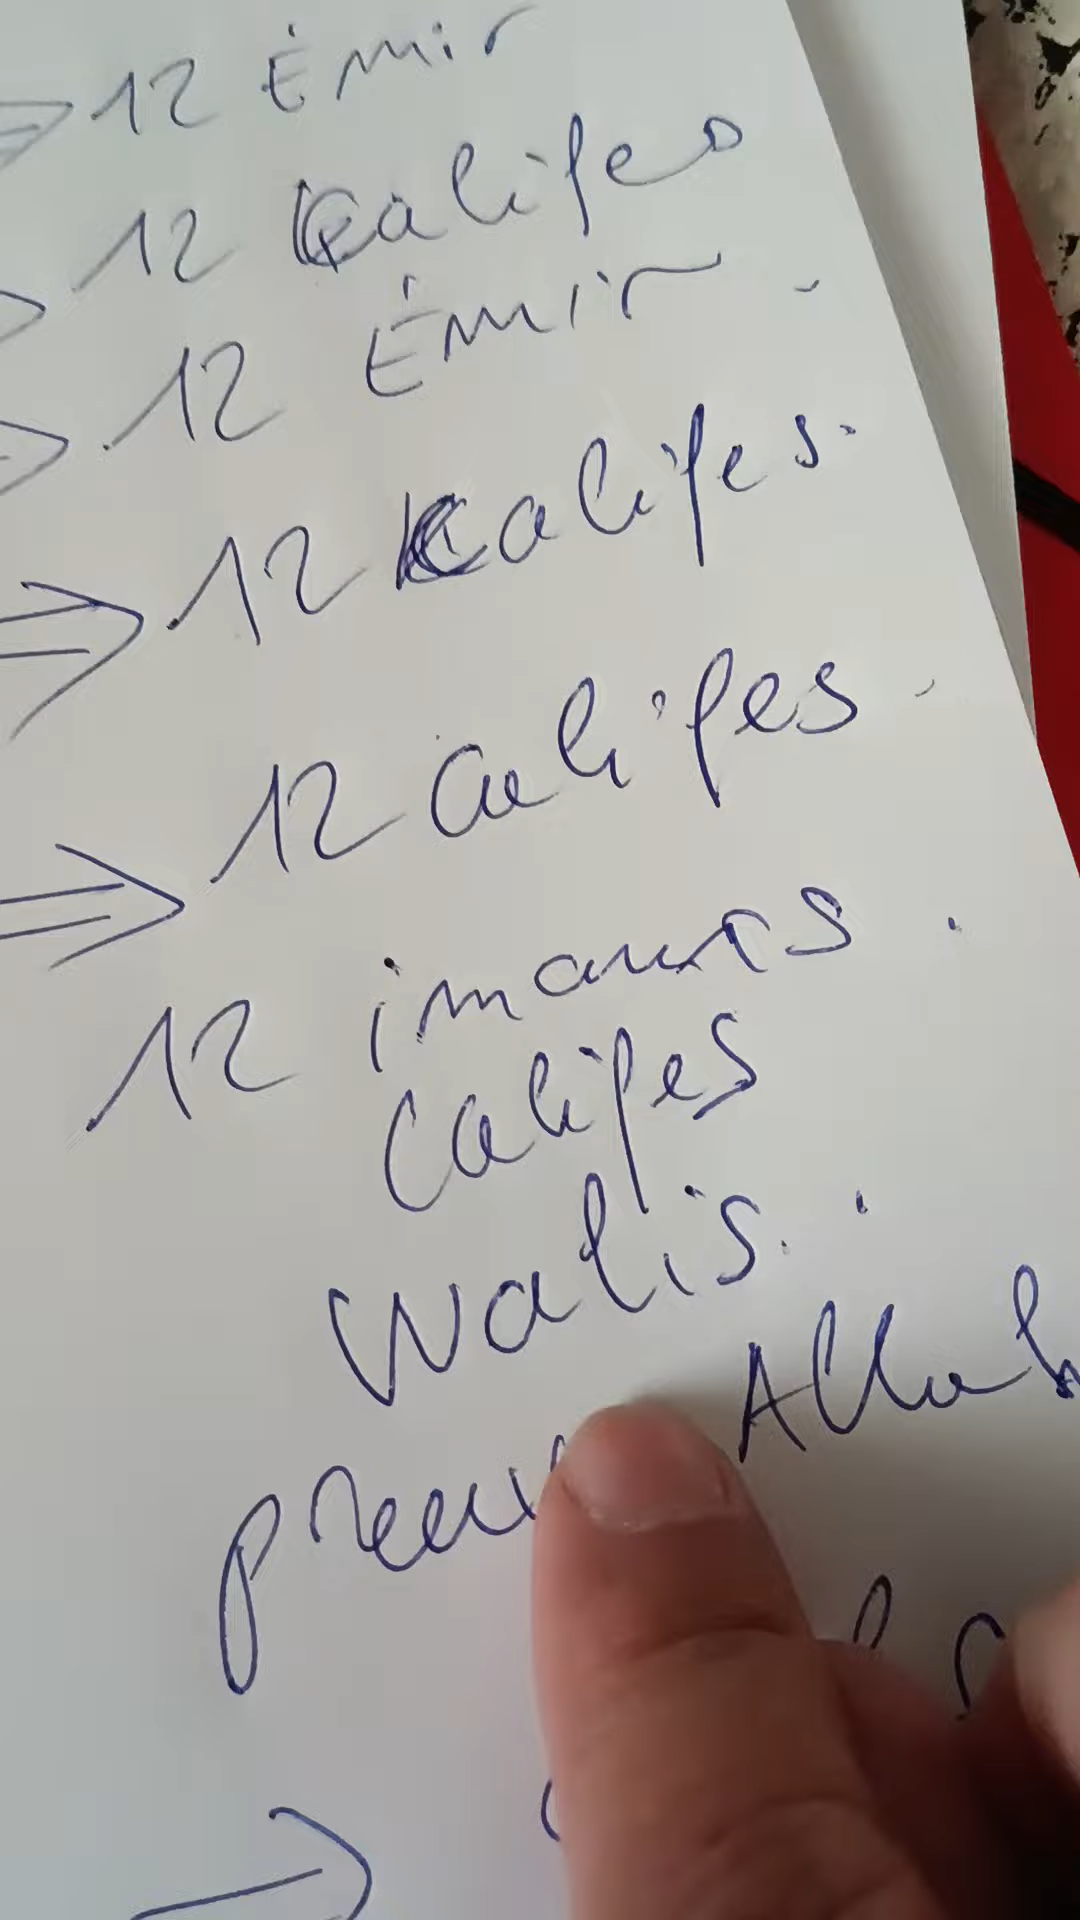 12 Émir
12 Califes
12 Émir.
12 Califes.
12 Califes.
12 imams.
califes
walis.
Allah